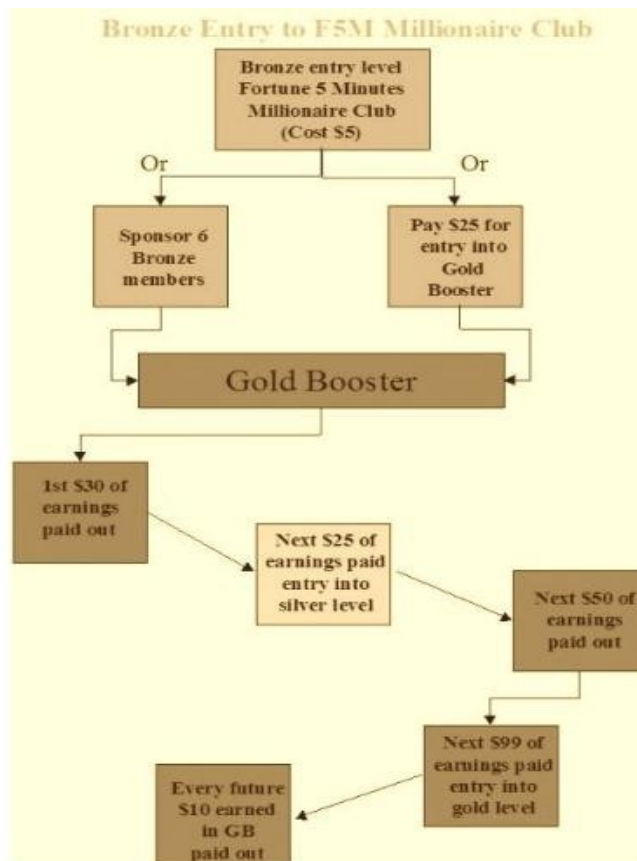 Bronze Entry to F5M Millionaire Club
Bronze entry level
Fortune 5 Minutes
Millionaire Club
(Cost $5)
Or
Or
Sponsor 6
Bronze
members
Pay $25 for
entry into
Gold
Booster
Gold Booster
1st $30 of
earnings
paid out
Next $25 of
earnings paid
entry into
silver level
Next $50 of
earnings
paid out
Next $99 of
earnings paid
entry into
gold level
Every future
$10 earned
in GB
paid out